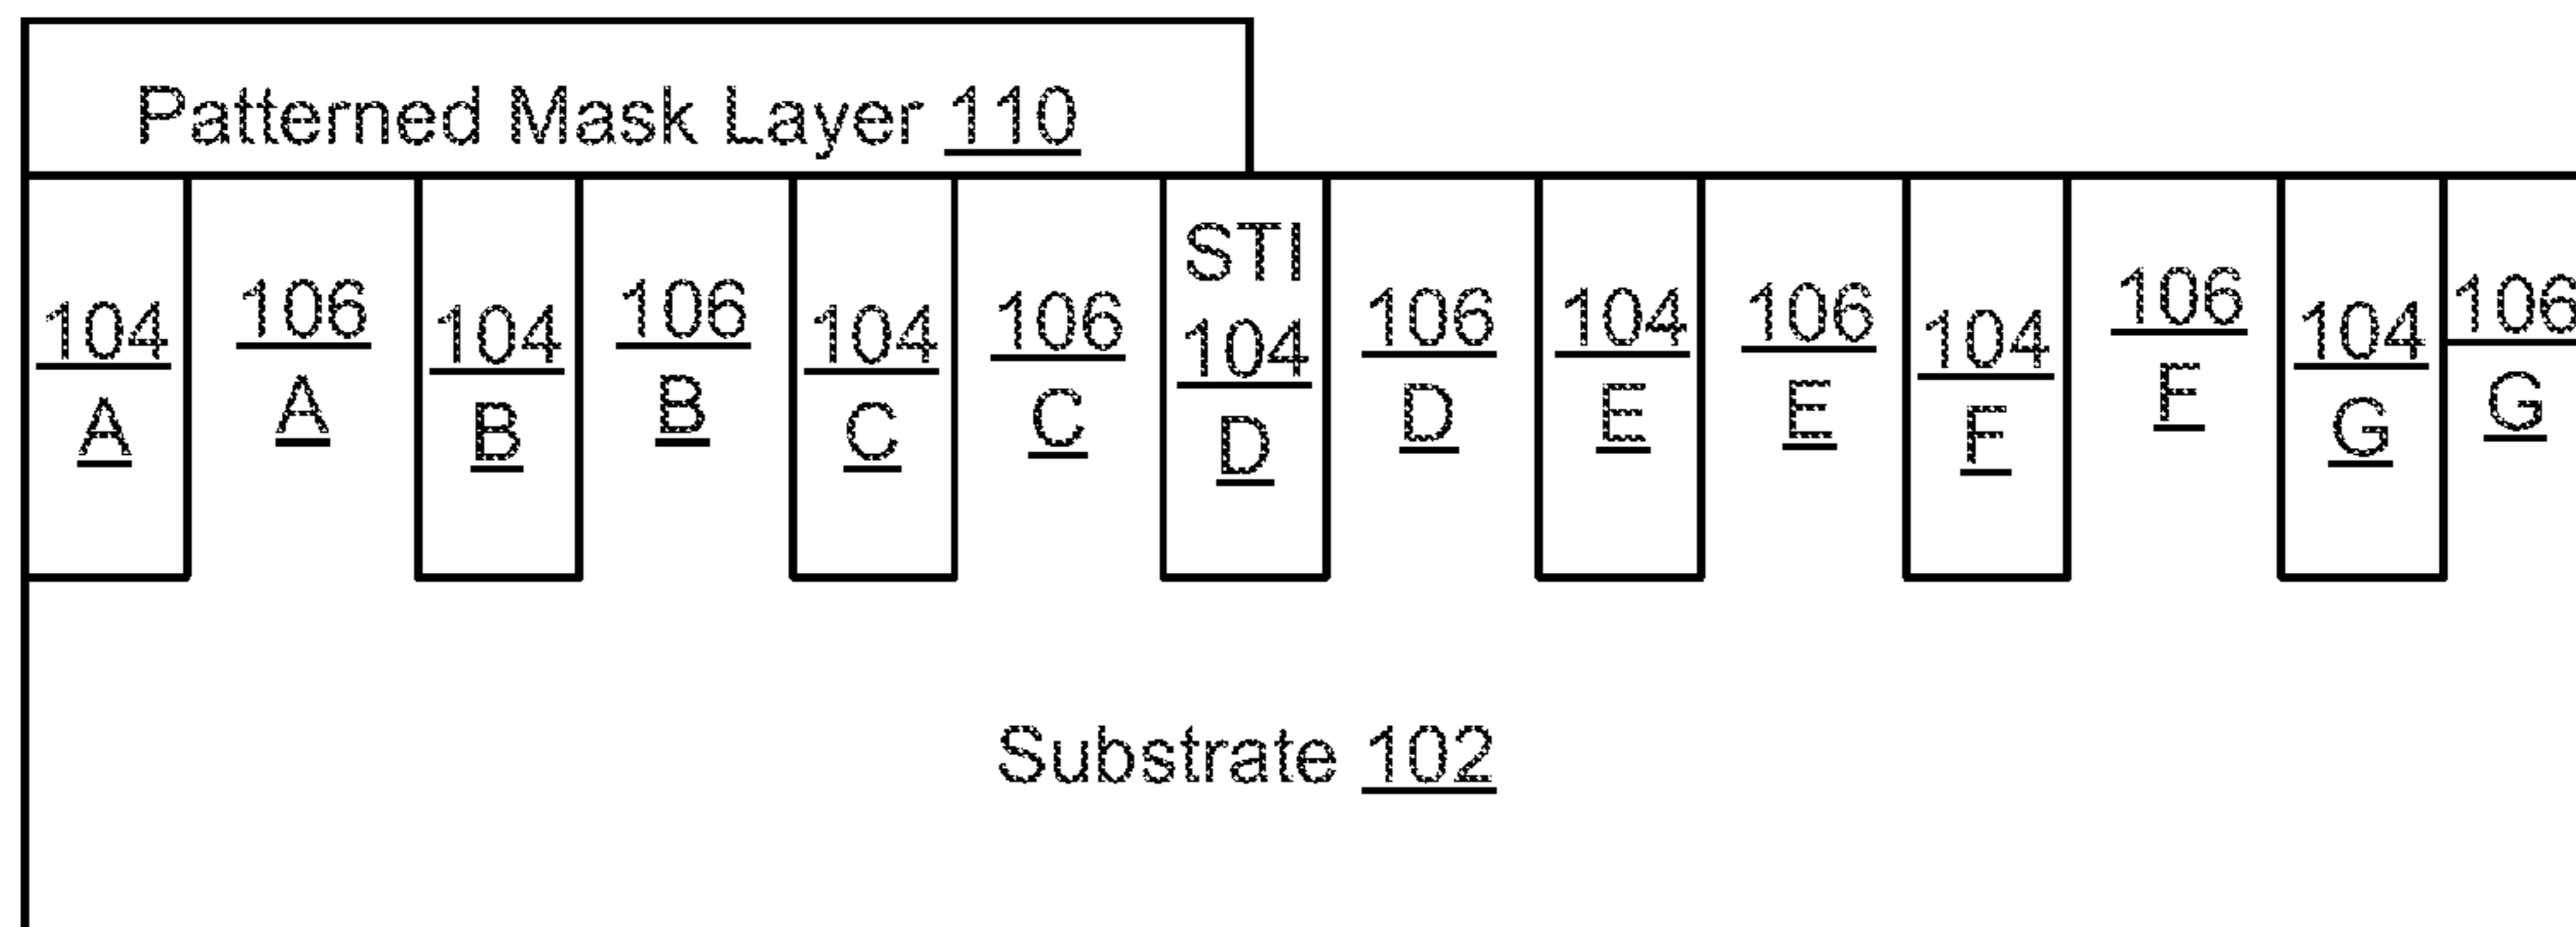 Patterned Mask Layer 110
104 A
106 A
104 B
106 B
104 C
106 C
STI 104 D
106 D
104 E
106 E
104 F
106 F
104 G
106 G
Substrate 102